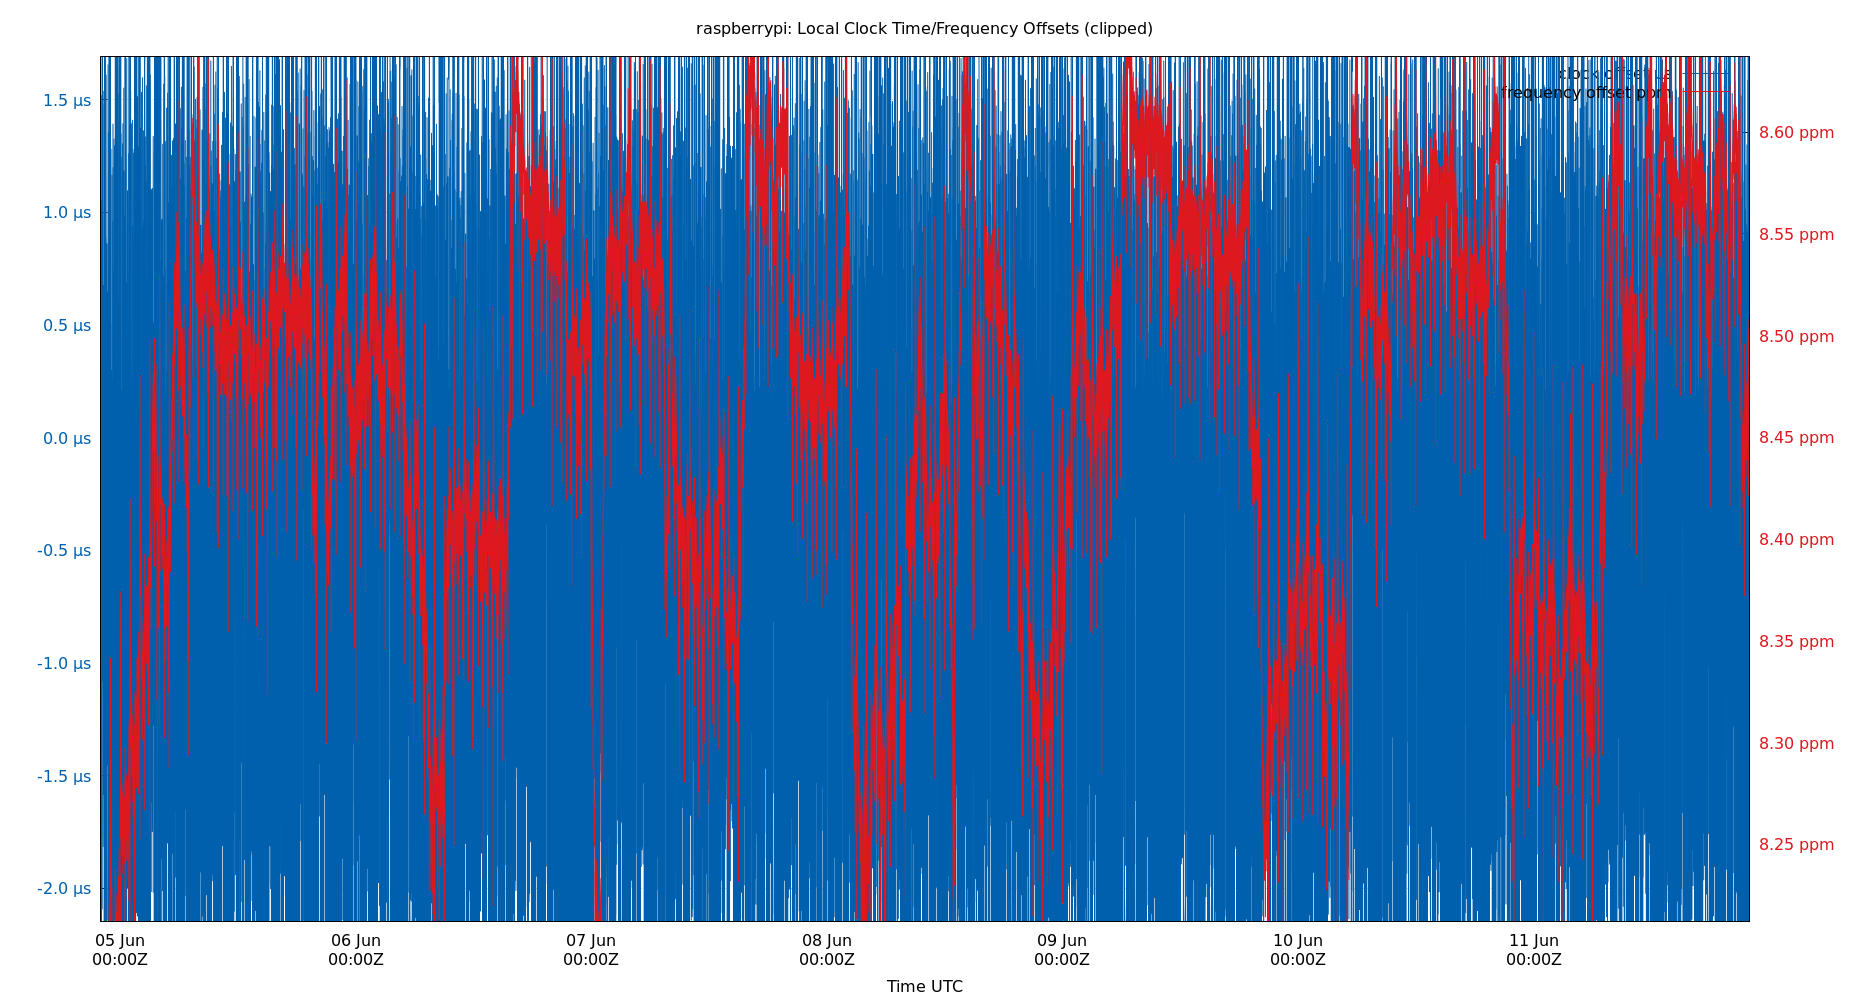 raspberrypi: Local Clock Time/Frequency Offsets (clipped)
clock offset µs
frequency offset ppm
1.5 µs
1.0 µs
0.5 µs
0.0 µs
-0.5 µs
-1.0 µs
-1.5 µs
-2.0 µs
8.60 ppm
8.55 ppm
8.50 ppm
8.45 ppm
8.40 ppm
8.35 ppm
8.30 ppm
8.25 ppm
05 Jun 06 Jun 07 Jun 08 Jun 09 Jun 10 Jun 11 Jun
00:00Z 00:00Z 00:00Z 00:00Z 00:00Z 00:00Z 00:00Z
Time UTC